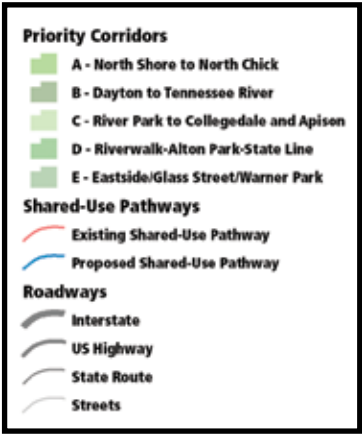 Priority Corridors
A - North Shore to North Chick
B - Dayton to Tennessee River
C - River Park to Collegedale and Apison
D - Riverwalk-Alton Park-State Line
E - Eastside/Glass Street/Warner Park
Shared-Use Pathways
Existing Shared-Use Pathway
Proposed Shared-Use Pathway
Roadways
Interstate
US Highway
State Route
Streets